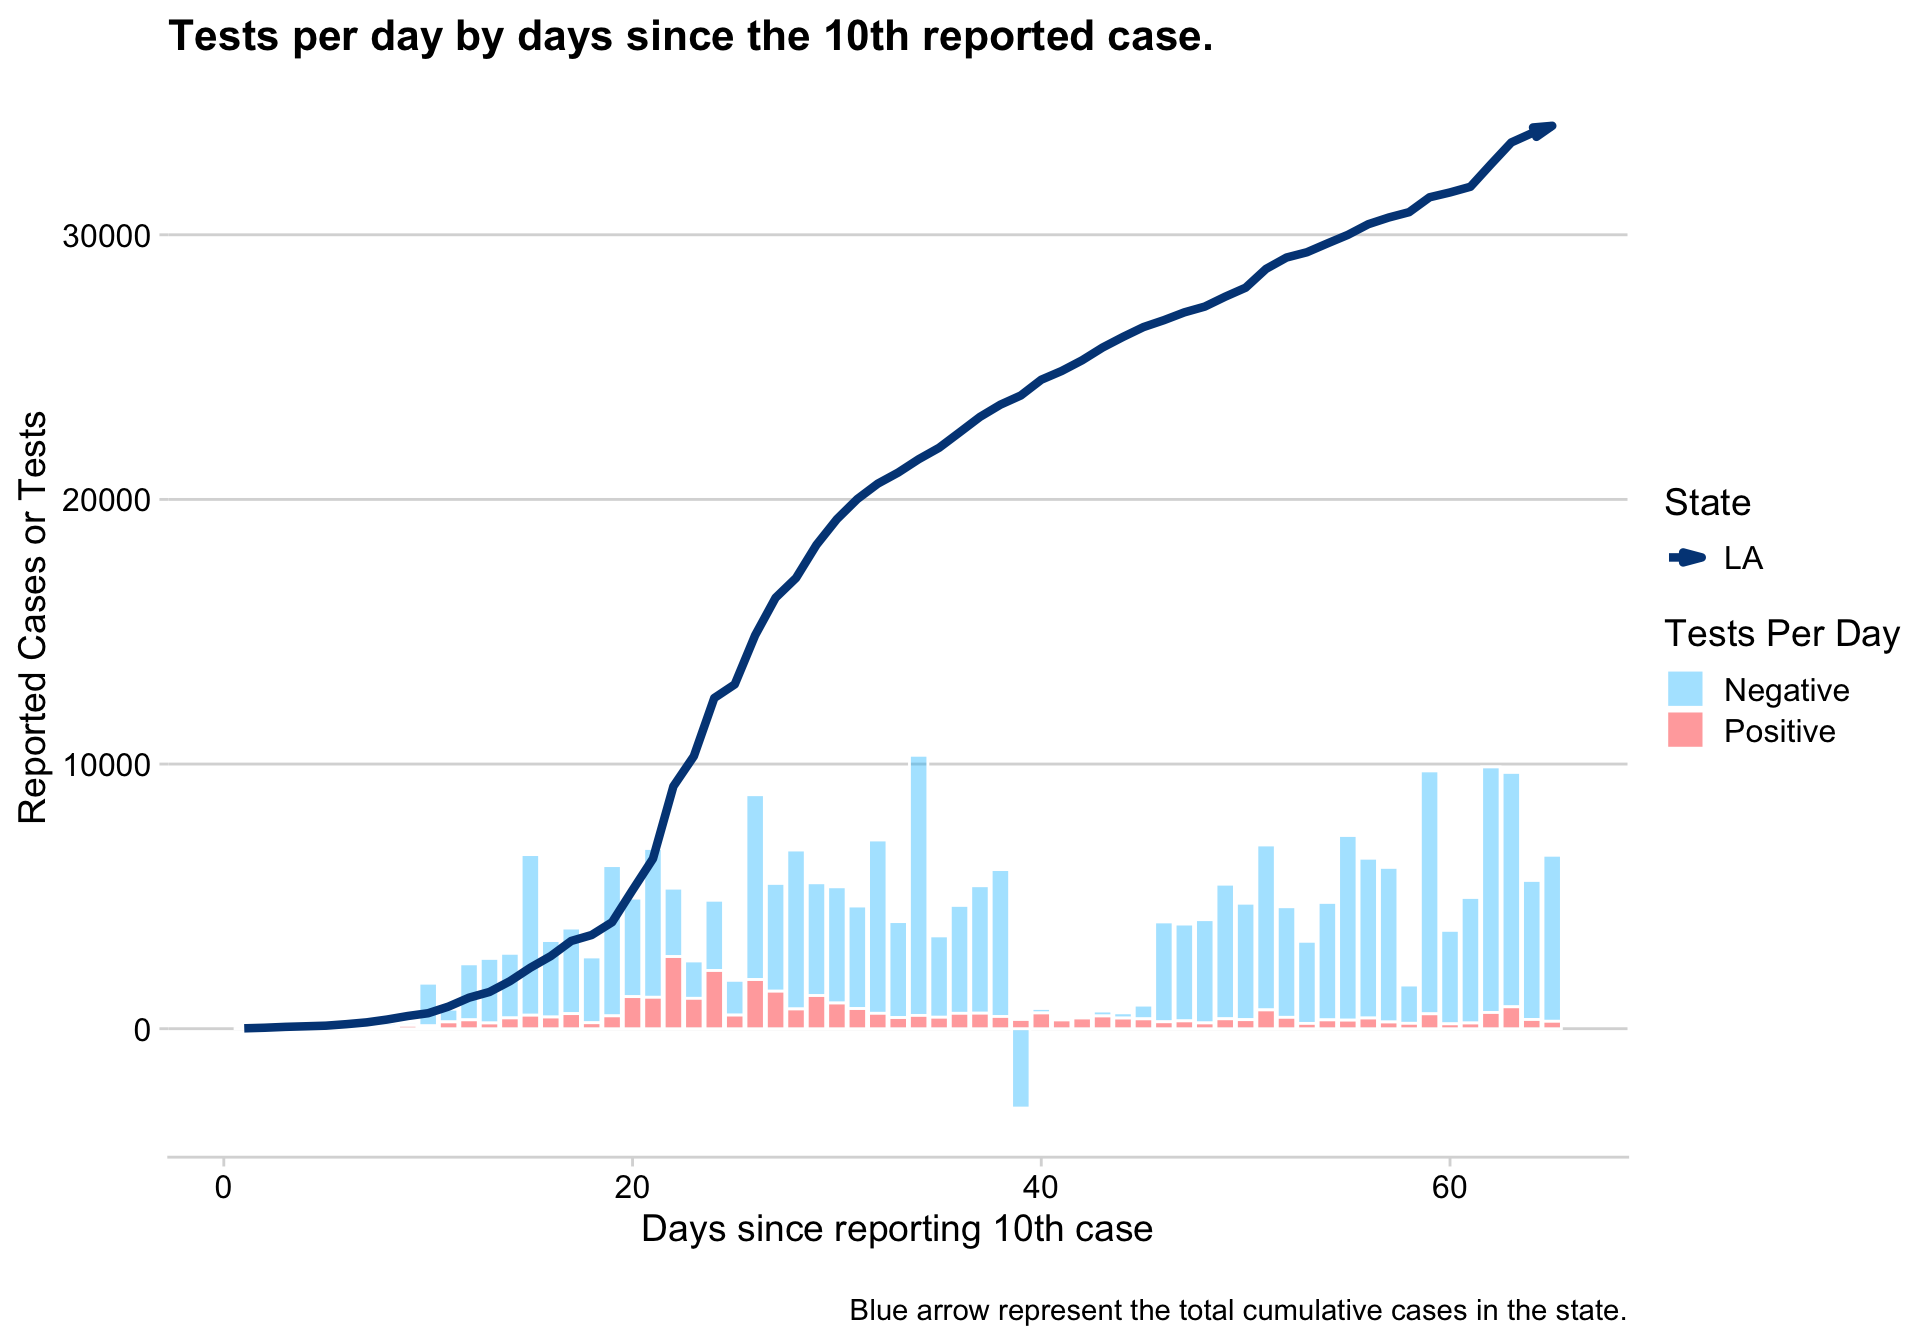 Tests per day by days since the 10th reported case.
Reported Cases or Tests
30000
20000
10000
0
0
20
40
60
Days since reporting 10th case
State
LA
Tests Per Day
Negative
Positive
Blue arrow represent the total cumulative cases in the state.